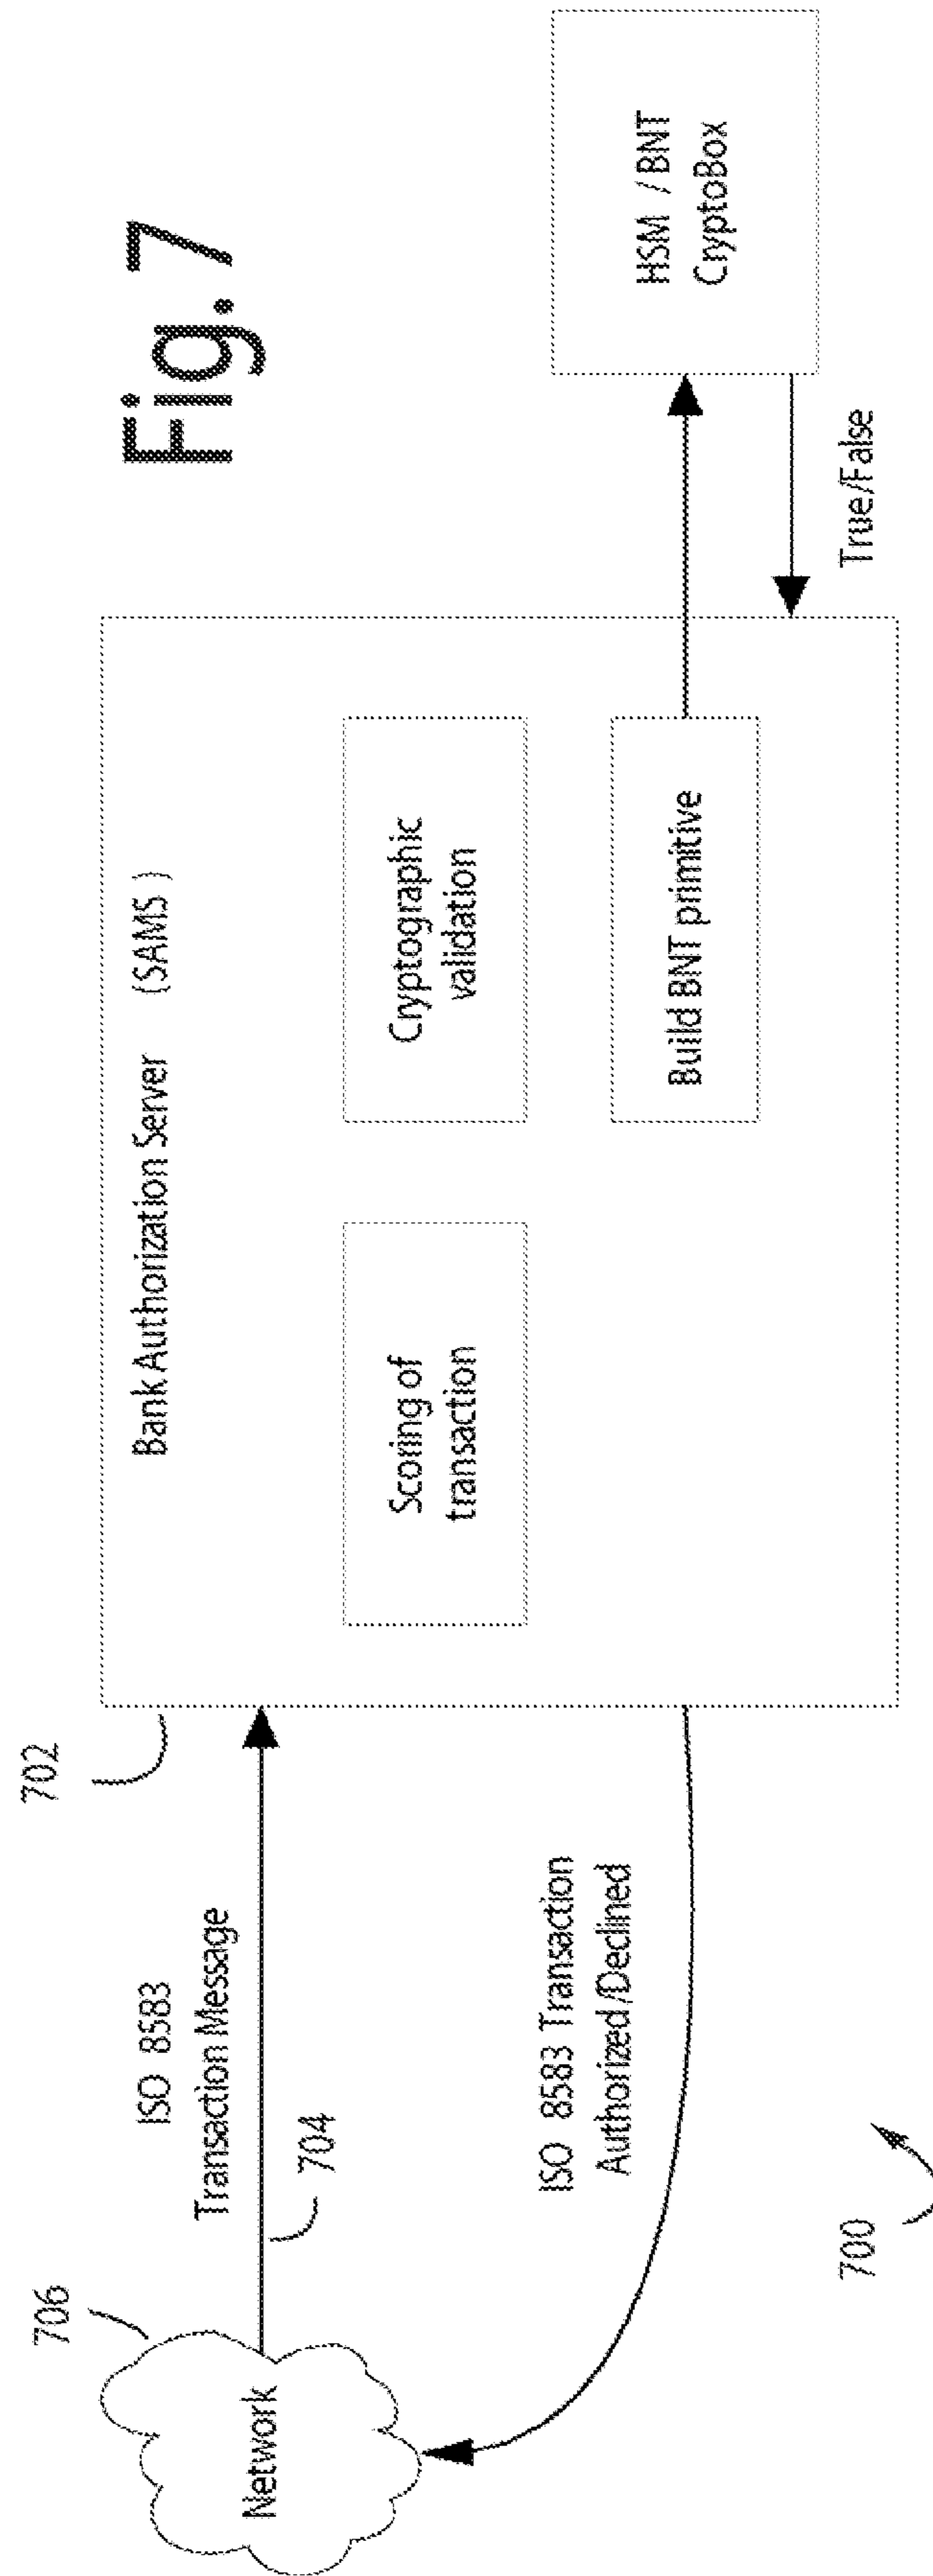 Fig. 7
702
Bank Authorization Server (SAMS)
706
ISO 8583
Transaction Message
704
Network
Scoring of
transaction
Cryptographic
validation
Build BNT primitive
HSM / BNT
CryptoBox
True/False
ISO 8583 Transaction
Authorized/Declined
700